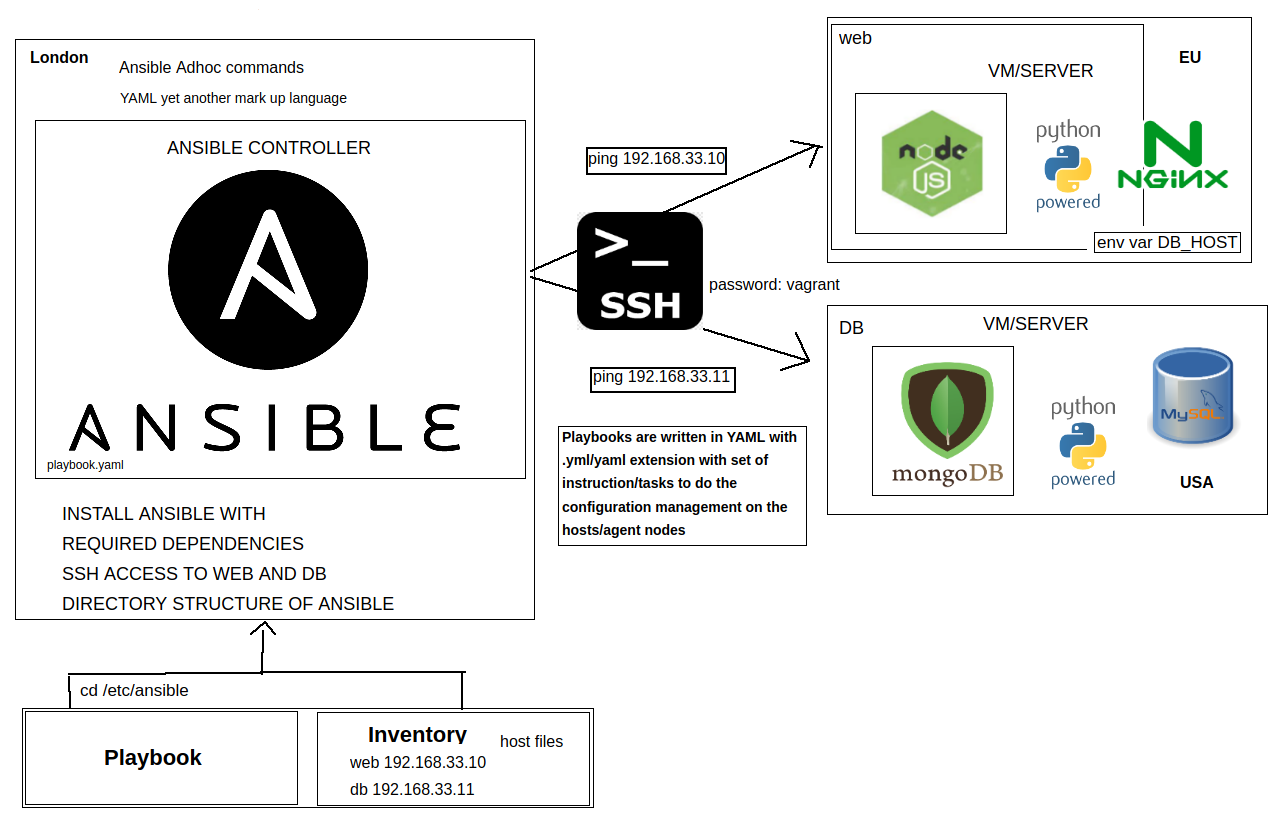 London
Ansible Adhoc commands
YAML yet another mark up language
ANSIBLE CONTROLLER
ANSIBLE
playbook.yaml
INSTALL ANSIBLE WITH
REQUIRED DEPENDENCIES
SSH ACCESS TO WEB AND DB
DIRECTORY STRUCTURE OF ANSIBLE
cd /etc/ansible
Playbook
Inventory
host files
web 192.168.33.10
db 192.168.33.11
ping 192.168.33.10
>_
SSH
password: vagrant
ping 192.168.33.11
Playbooks are written in YAML with
.yml/yaml extension with set of
instruction/tasks to do the
configuration management on the
hosts/agent nodes
web
VM/SERVER
EU
node
JS
python
powered
N
NGINX
env var DB_HOST
DB
VM/SERVER
mongoDB
python
powered
MySQL
USA